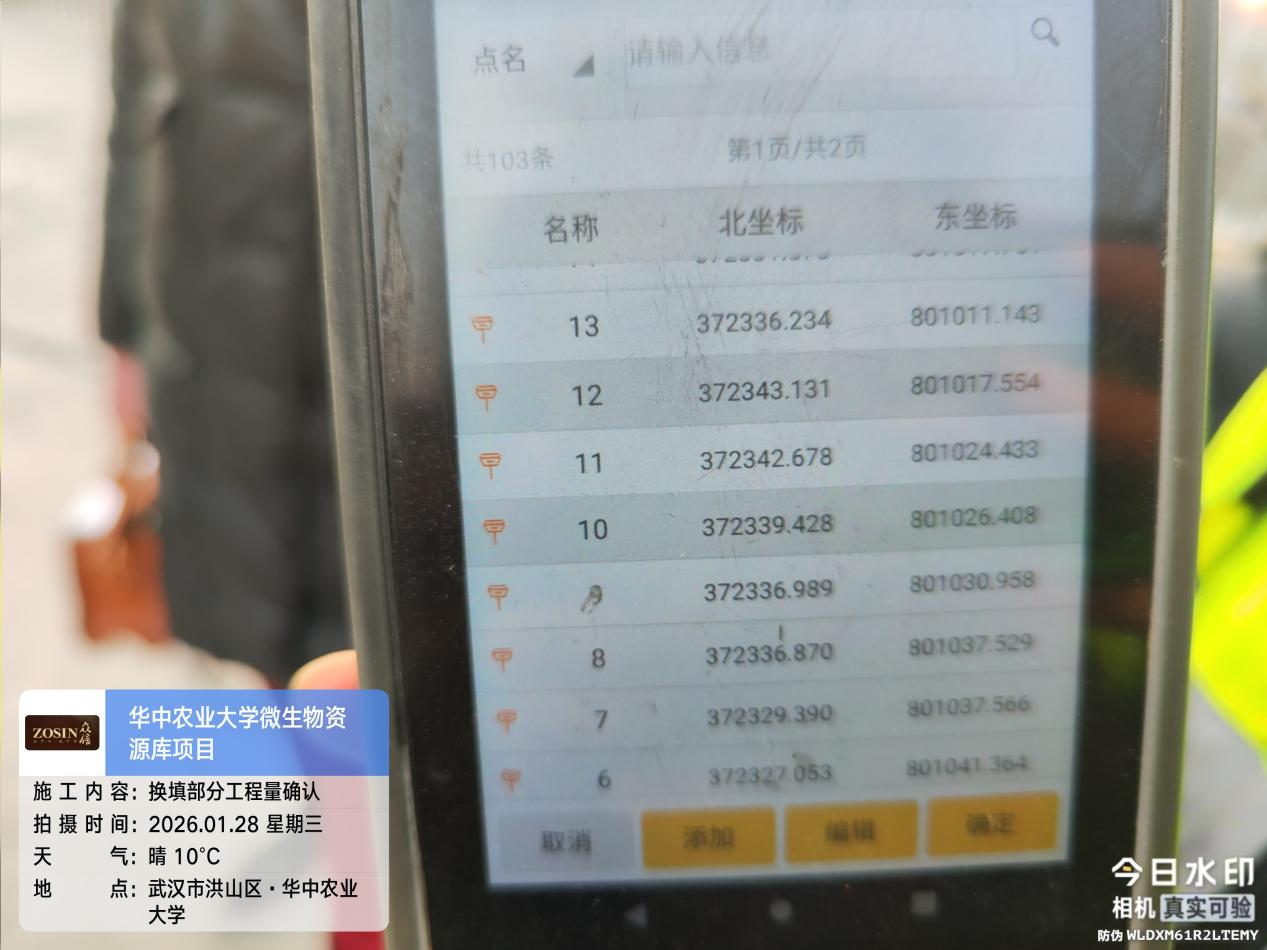 点名 请输入信息
共103条 第1页/共2页
名称 北坐标 东坐标
13 372336.234 801011.143
12 372343.131 801017.554
11 372342.678 801024.433
10 372339.428 801026.408
9 372336.989 801030.958
8 372336.870 801037.529
7 372329.390 801037.566
6 372327.053 801041.364
取消 添加 编辑 确定
ZOSIN
华中农业大学微生物资
源库项目
施工内容：换填部分工程量确认
拍摄时间：2026.01.28 星期三
天气：晴 10°C
地点：武汉市洪山区·华中农业
大学
今日水印
相机 真实可验
防伪 WLDXM61R2LTEMY